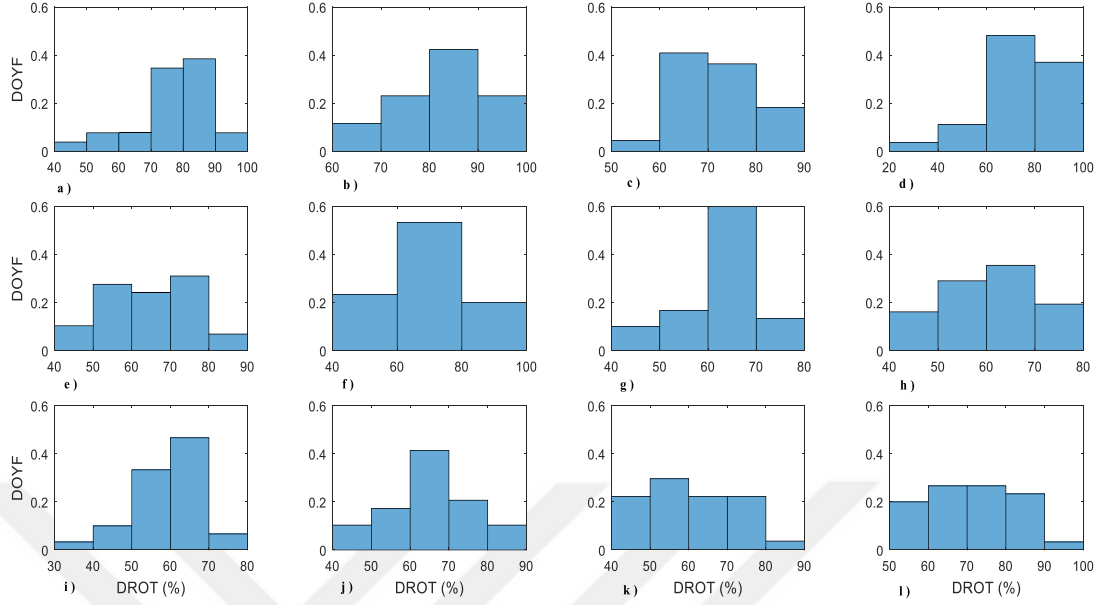 0.6 0.6 0.6 0.6
DOYF 0.4 0.4 0.4 0.4
0.2 0.2 0.2 0.2
0 0 0 0
40 50 60 70 80 90 100 60 70 80 90 100 50 60 70 80 90 20 40 60 80 100
a ) b ) c ) d )
0.6 0.6 0.6 0.6
DOYF 0.4 0.4 0.4 0.4
0.2 0.2 0.2 0.2
0 0 0 0
40 50 60 70 80 90 40 60 80 100 40 50 60 70 80 40 50 60 70 80
e ) f ) g ) h )
0.6 0.6 0.6 0.6
DOYF 0.4 0.4 0.4 0.4
0.2 0.2 0.2 0.2
0 0 0 0
30 40 50 60 70 80 40 50 60 70 80 90 40 50 60 70 80 90 50 60 70 80 90 100
i ) DROT (%) j ) DROT (%) k ) DROT (%) l ) DROT (%)